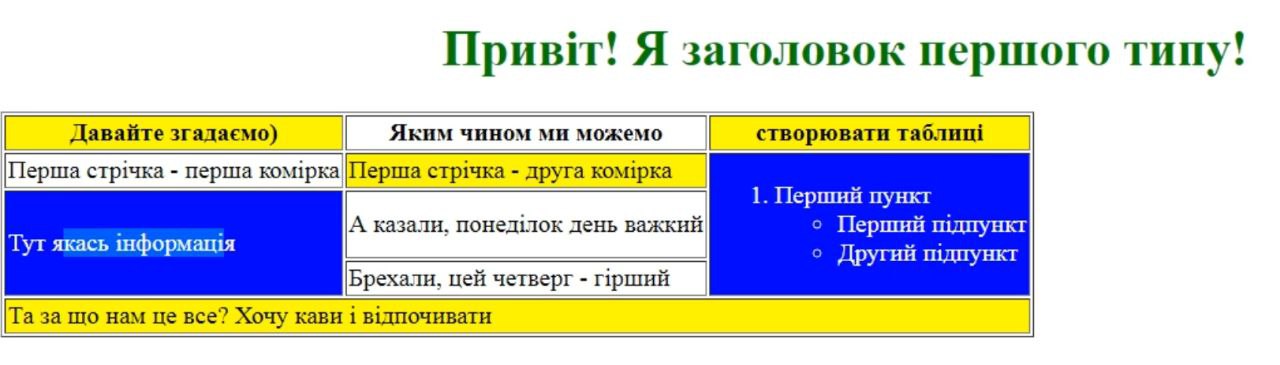 Привіт! Я заголовок першого типу!
Давайте згадаємо) Яким чином ми можемо створювати таблиці
Перша стрічка - перша комірка Перша стрічка - друга комірка
1. Перший пункт
◦ Перший підпункт
◦ Другий підпункт
Тут якась інформація
А казали, понеділок день важкий
Брехали, цей четверг - гірший
Та за що нам це все? Хочу кави і відпочивати